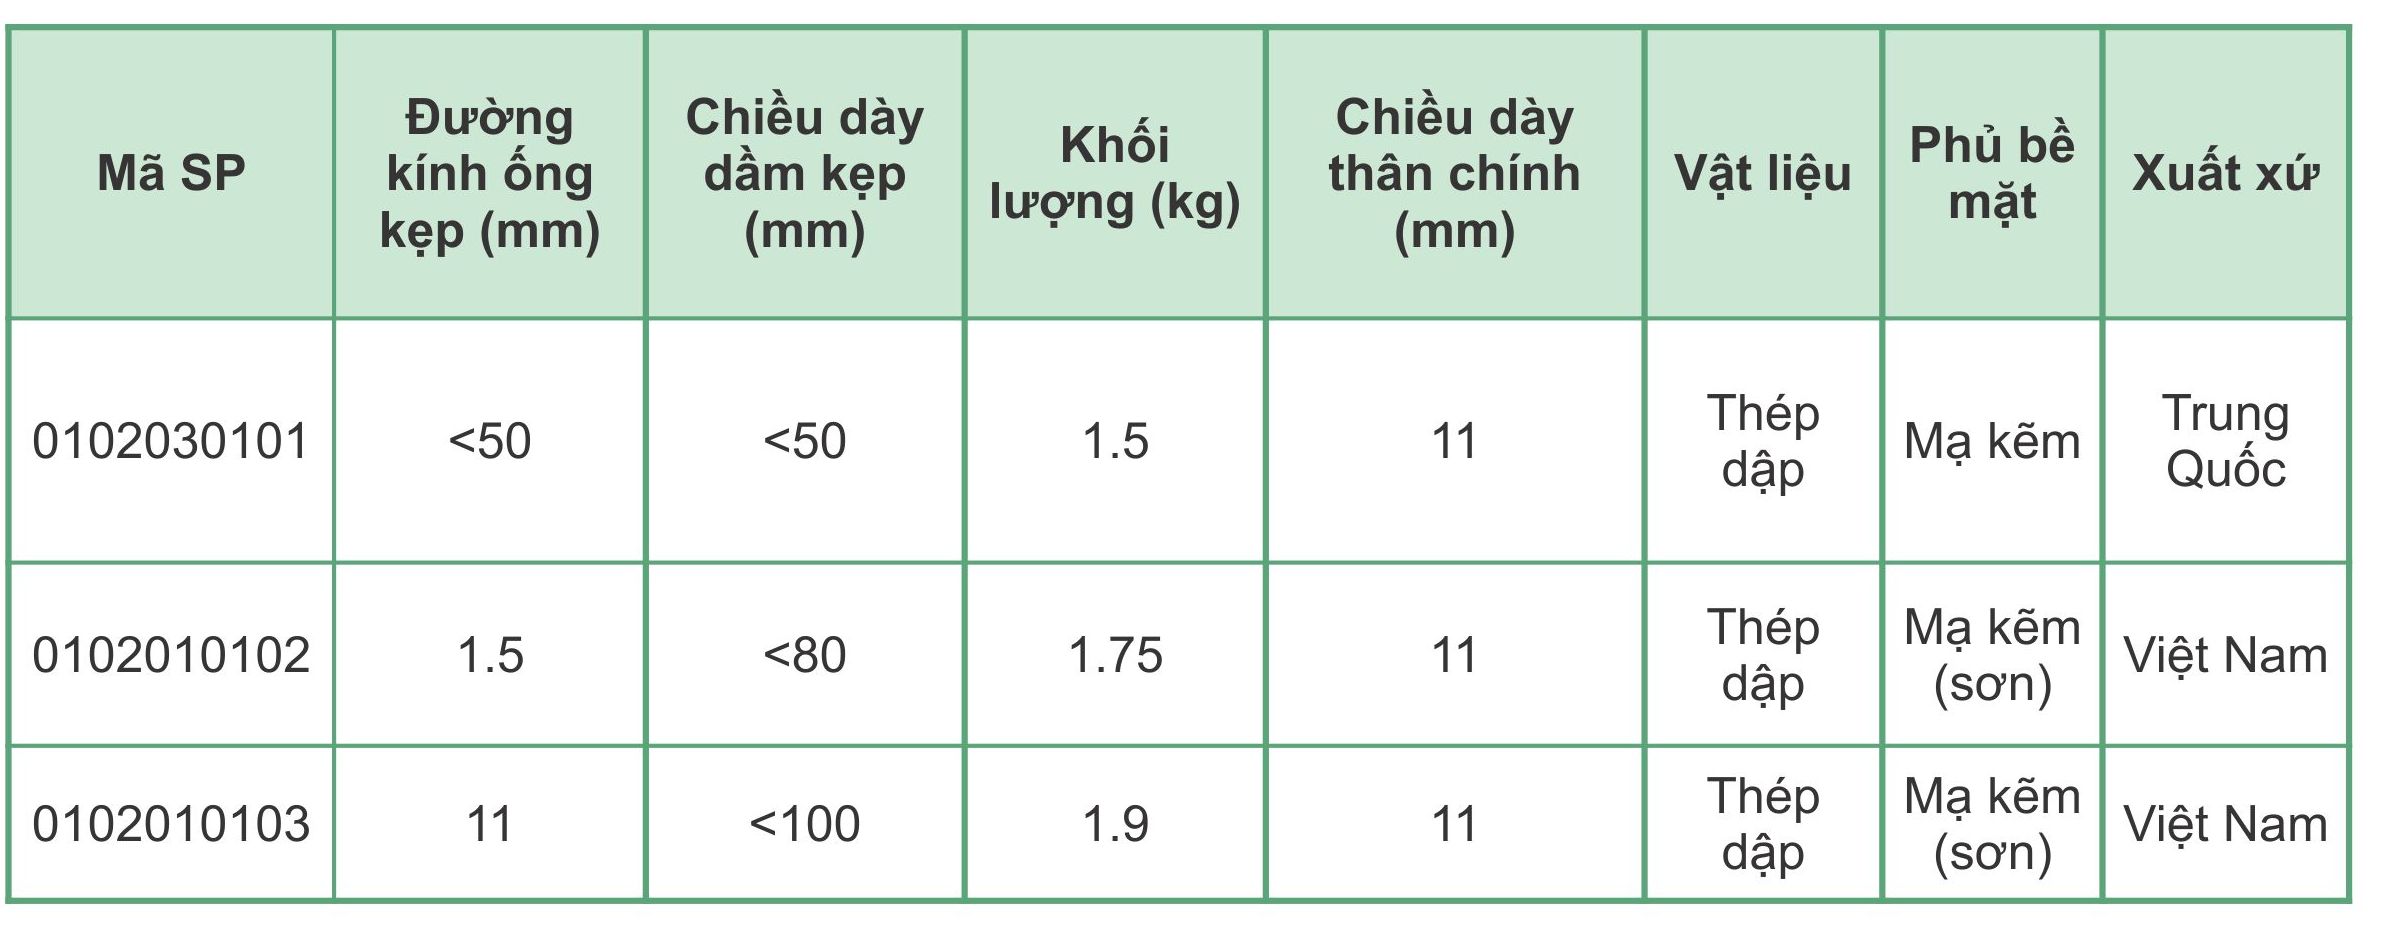 Mã SP
Đường
kính ống
kẹp (mm)
Chiều dày
dầm kẹp
(mm)
Khối
lượng (kg)
Chiều dày
thân chính
(mm)
Vật liệu
Phủ bề
mặt
Xuất xứ
0102030101
<50
<50
1.5
11
Thép
dập
Mạ kẽm
Trung
Quốc
0102010102
1.5
<80
1.75
11
Thép
dập
Mạ kẽm
(sơn)
Việt Nam
0102010103
11
<100
1.9
11
Thép
dập
Mạ kẽm
(sơn)
Việt Nam